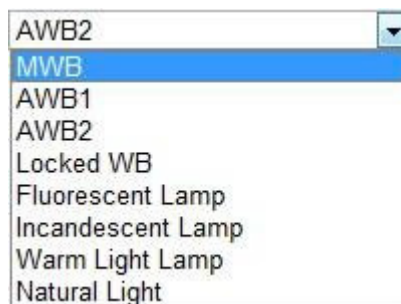 AWB2
MWB
AWB1
AWB2
Locked WB
Fluorescent Lamp
Incandescent Lamp
Warm Light Lamp
Natural Light